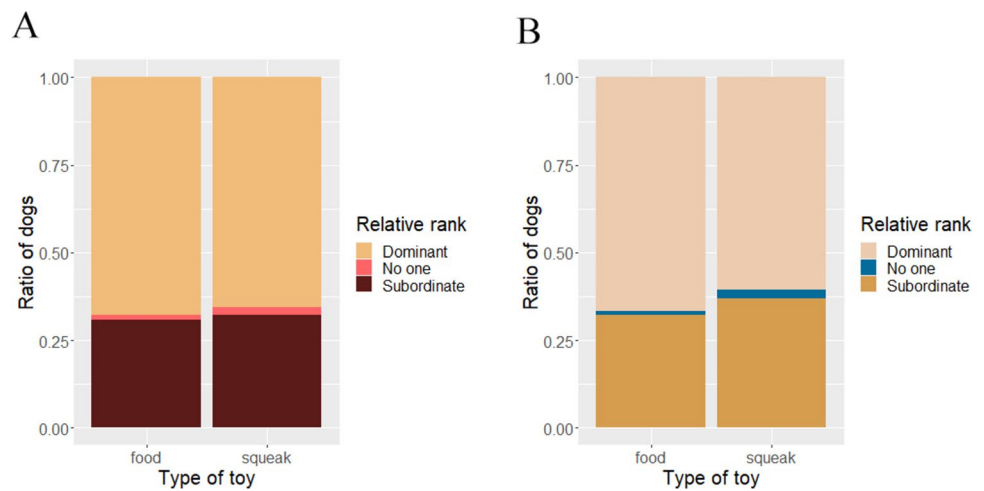 A
1.00
0.75
0.50
0.25
0.00
Ratio of dogs
food squeak
Type of toy
Relative rank
Dominant
No one
Subordinate
B
1.00
0.75
0.50
0.25
0.00
Ratio of dogs
food squeak
Type of toy
Relative rank
Dominant
No one
Subordinate